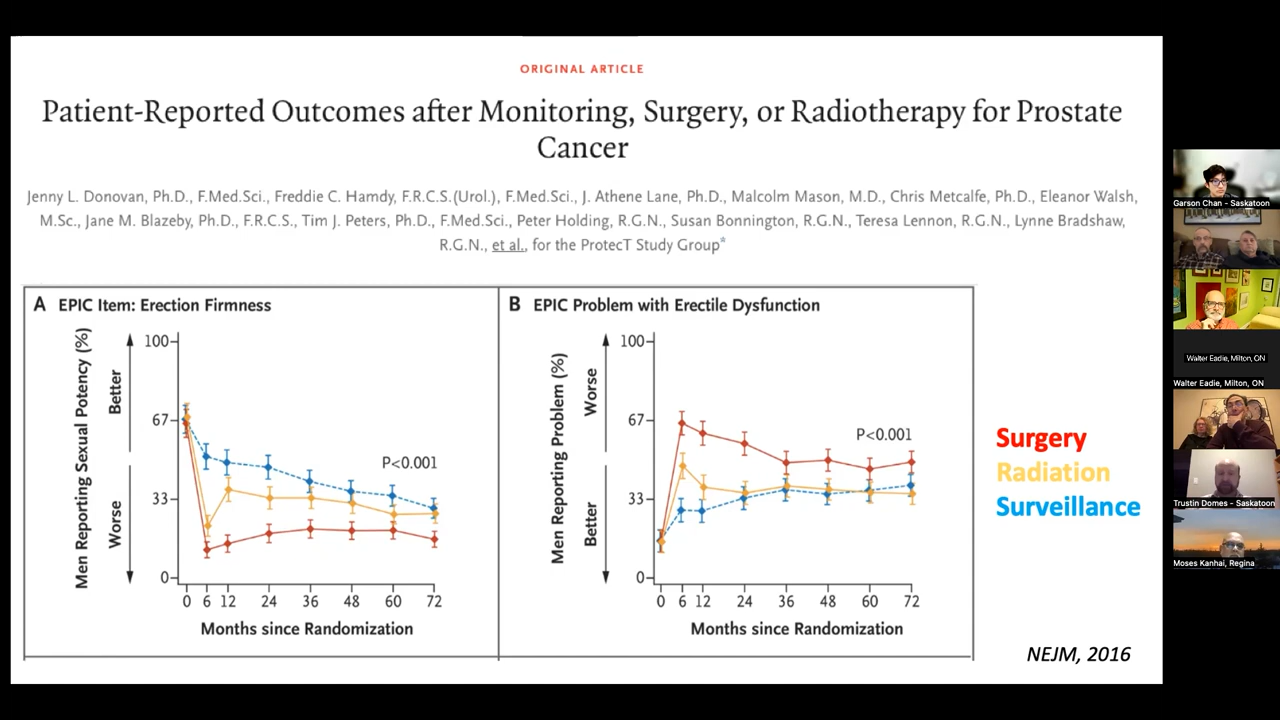 ORIGINAL ARTICLE
Patient-Reported Outcomes after Monitoring, Surgery, or Radiotherapy for Prostate
Cancer
Jenny L. Donovan, Ph.D., F.Med.Sci., Freddie C. Hamdy, F.R.C.S.(Urol.), F.Med.Sci., J. Athene Lane, Ph.D., Malcolm Mason, M.D., Chris Metcalfe, Ph.D., Eleanor Walsh,
M.Sc., Jane M. Blazeby, Ph.D., F.R.C.S., Tim J. Peters, Ph.D., F.Med.Sci., Peter Holding, R.G.N., Susan Bonnington, R.G.N., Teresa Lennon, R.G.N., Lynne Bradshaw,
R.G.N., et al., for the ProtecT Study Group*
A EPIC Item: Erection Firmness
Men Reporting Sexual Potency (%)
Better
Worse
100
67
33
0
P<0.001
0 6 12 24 36 48 60 72
Months since Randomization
B EPIC Problem with Erectile Dysfunction
Men Reporting Problem (%)
Worse
Better
100
67
33
0
P<0.001
0 6 12 24 36 48 60 72
Months since Randomization
Surgery
Radiation
Surveillance
NEJM, 2016
Garson Chan - Saskatoon
Walter Eadie, Milton, ON
Walter Eadie, Milton, ON
Trustin Domes - Saskatoon
Moses Kanhai, Regina